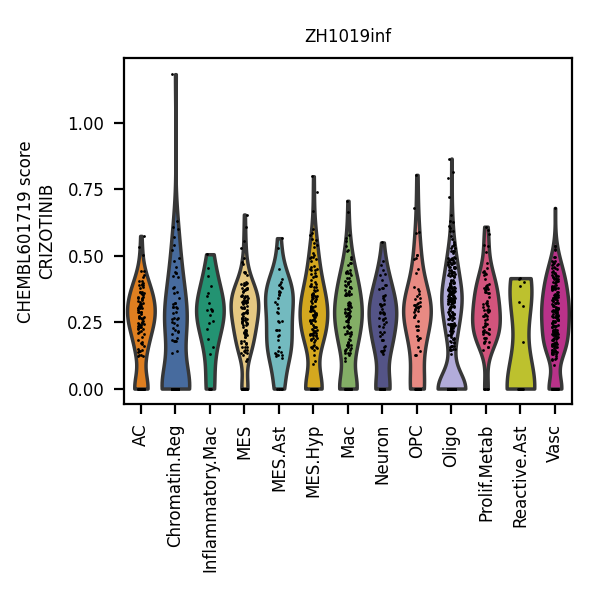 ZH1019inf
CHEMBL601719 score
CRIZOTINIB
1.00
0.75
0.50
0.25
0.00
AC
Chromatin.Reg
Inflammatory.Mac
MES
MES.Ast
MES.Hyp
Mac
Neuron
OPC
Oligo
Prolif.Metab
Reactive.Ast
Vasc